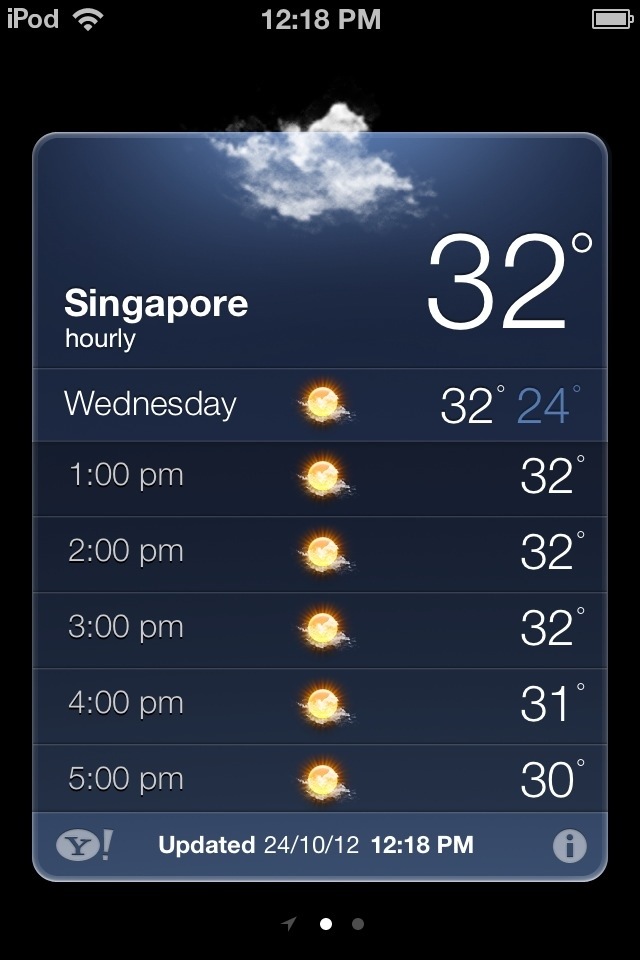 iPod 12:18 PM
32°
Singapore
hourly
Wednesday 32° 24°
1:00 pm 32°
2:00 pm 32°
3:00 pm 32°
4:00 pm 31°
5:00 pm 30°
Y! Updated 24/10/12 12:18 PM i